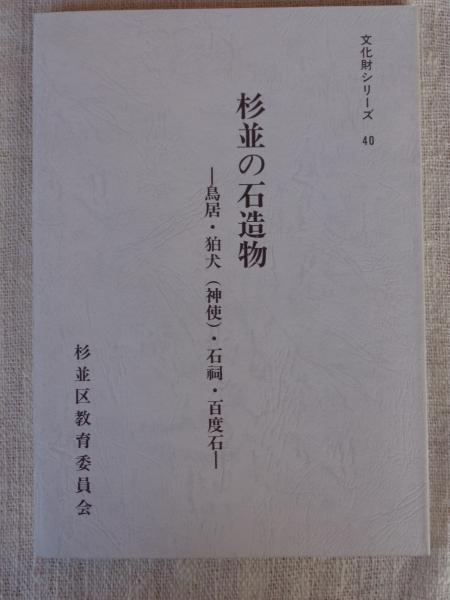 文化財シリーズ 40
杉並の石造物
―鳥居・狛犬（神使）・石祠・百度石―
杉並区教育委員会